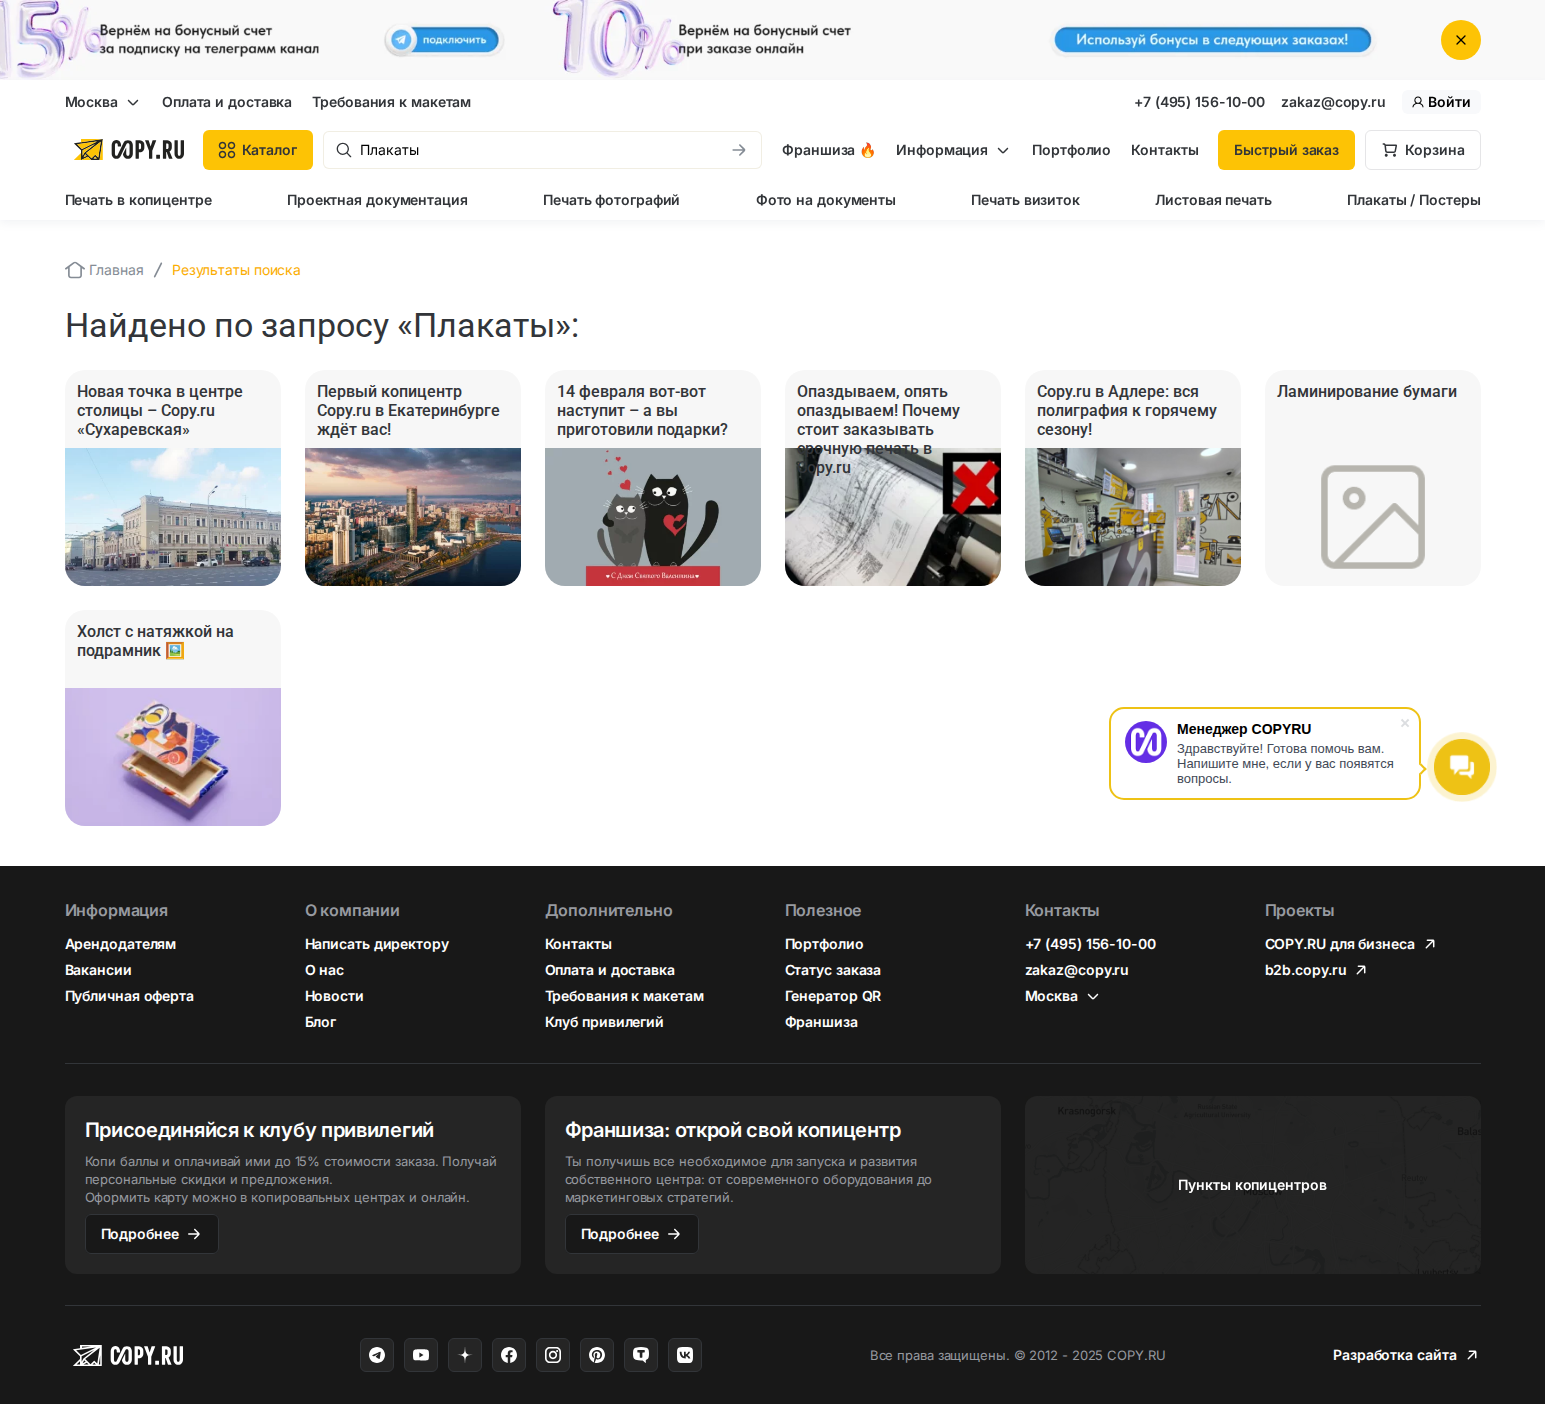 15%
Вернём на бонусный счет
за подписку на телеграмм канал
подключить
10%
Вернём на бонусный счет
при заказе онлайн
Используй бонусы в следующих заказах!
Москва
Оплата и доставка
Требования к макетам
+7 (495) 156-10-00
zakaz@copy.ru
Войти
COPY.RU
Каталог
Плакаты
Франшиза 🔥
Информация
Портфолио
Контакты
Быстрый заказ
Корзина
Печать в копицентре
Проектная документация
Печать фотографий
Фото на документы
Печать визиток
Листовая печать
Плакаты / Постеры
Главная / Результаты поиска
Найдено по запросу «Плакаты»:
Новая точка в центре
столицы – Copy.ru
«Сухаревская»
Первый копицентр
Copy.ru в Екатеринбурге
ждёт вас!
14 февраля вот-вот
наступит – а вы
приготовили подарки?
♥ С Днем Святого Валентина ♥
Опаздываем, опять
опаздываем! Почему
стоит заказывать
срочную печать в
Copy.ru
Copy.ru в Адлере: вся
полиграфия к горячему
сезону!
Ламинирование бумаги
Холст с натяжкой на
подрамник 🖼️
Менеджер COPYRU
Здравствуйте! Готова помочь вам.
Напишите мне, если у вас появятся
вопросы.
Информация
Арендодателям
Вакансии
Публичная оферта
О компании
Написать директору
О нас
Новости
Блог
Дополнительно
Контакты
Оплата и доставка
Требования к макетам
Клуб привилегий
Полезное
Портфолио
Статус заказа
Генератор QR
Франшиза
Контакты
+7 (495) 156-10-00
zakaz@copy.ru
Москва
Проекты
COPY.RU для бизнеса
b2b.copy.ru
Присоединяйся к клубу привилегий
Копи баллы и оплачивай ими до 15% стоимости заказа. Получай
персональные скидки и предложения.
Оформить карту можно в копировальных центрах и онлайн.
Подробнее
Франшиза: открой свой копицентр
Ты получишь все необходимое для запуска и развития
собственного центра: от современного оборудования до
маркетинговых стратегий.
Подробнее
Krasnogorsk
Пункты копицентров
COPY.RU
Все права защищены. © 2012 - 2025 COPY.RU
Разработка сайта